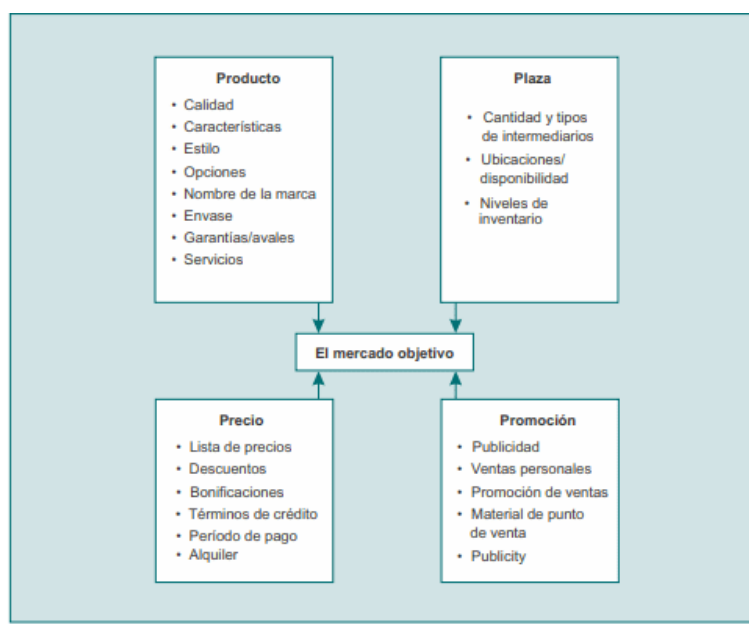 Producto
• Calidad
• Características
• Estilo
• Opciones
• Nombre de la marca
• Envase
• Garantías/avales
• Servicios
Plaza
• Cantidad y tipos
de intermediarios
• Ubicaciones/
disponibilidad
• Niveles de
inventario
El mercado objetivo
Precio
• Lista de precios
• Descuentos
• Bonificaciones
• Términos de crédito
• Período de pago
• Alquiler
Promoción
• Publicidad
• Ventas personales
• Promoción de ventas
• Material de punto
de venta
• Publicity